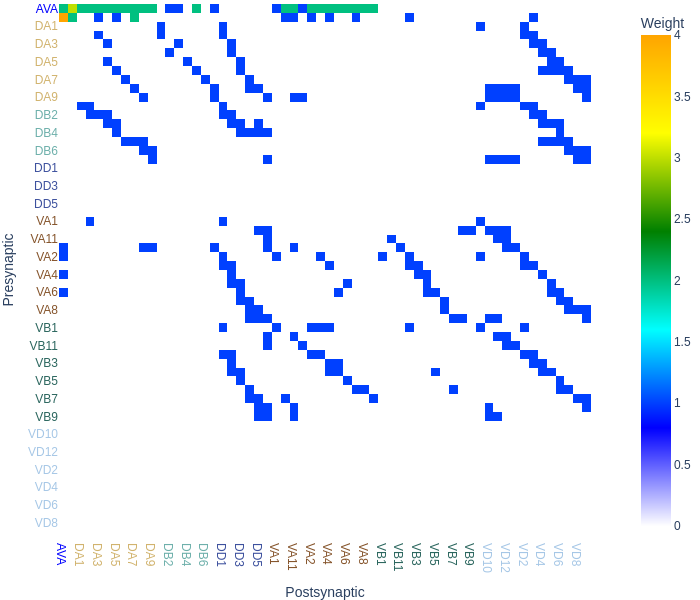 Weight
AVA
DA1
DA3
DA5
DA7
DA9
DB2
DB4
DB6
DD1
DD3
DD5
VA1
VA11
VA2
VA4
VA6
VA8
VB1
VB11
VB3
VB5
VB7
VB9
VD10
VD12
VD2
VD4
VD6
VD8
Presynaptic
4
3.5
3
2.5
2
1.5
1
0.5
0
AVA DA1 DA3 DA5 DA7 DA9 DB2 DB4 DB6 DD1 DD3 DD5 VA1 VA11 VA2 VA4 VA6 VA8 VB1 VB11 VB3 VB5 VB7 VB9 VD10 VD12 VD2 VD4 VD6 VD8
Postsynaptic